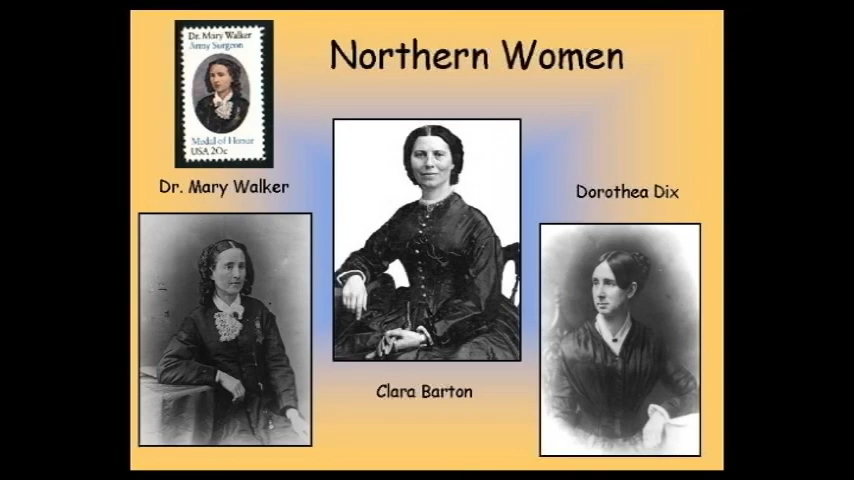 Dr. Mary Walker
Army Surgeon
Medal of Honor
USA 20c
Northern Women
Dr. Mary Walker
Dorothea Dix
Clara Barton